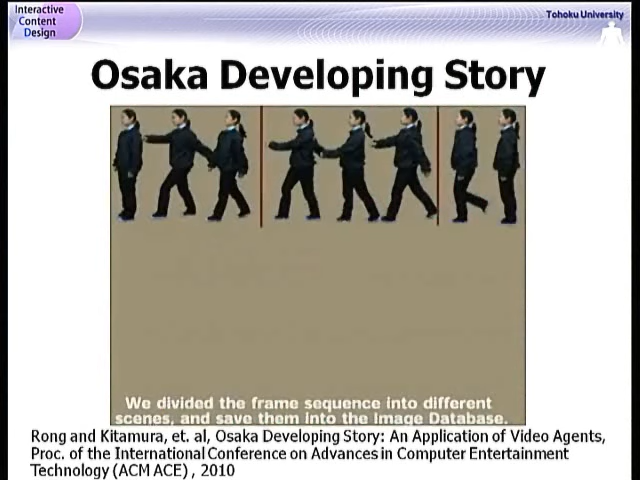 Interactive
Content
Design
Tohoku University
Osaka Developing Story
We divided the frame sequence into different
scenes, and save them into the Image Database.
Rong and Kitamura, et. al, Osaka Developing Story: An Application of Video Agents,
Proc. of the International Conference on Advances in Computer Entertainment
Technology (ACM ACE) , 2010